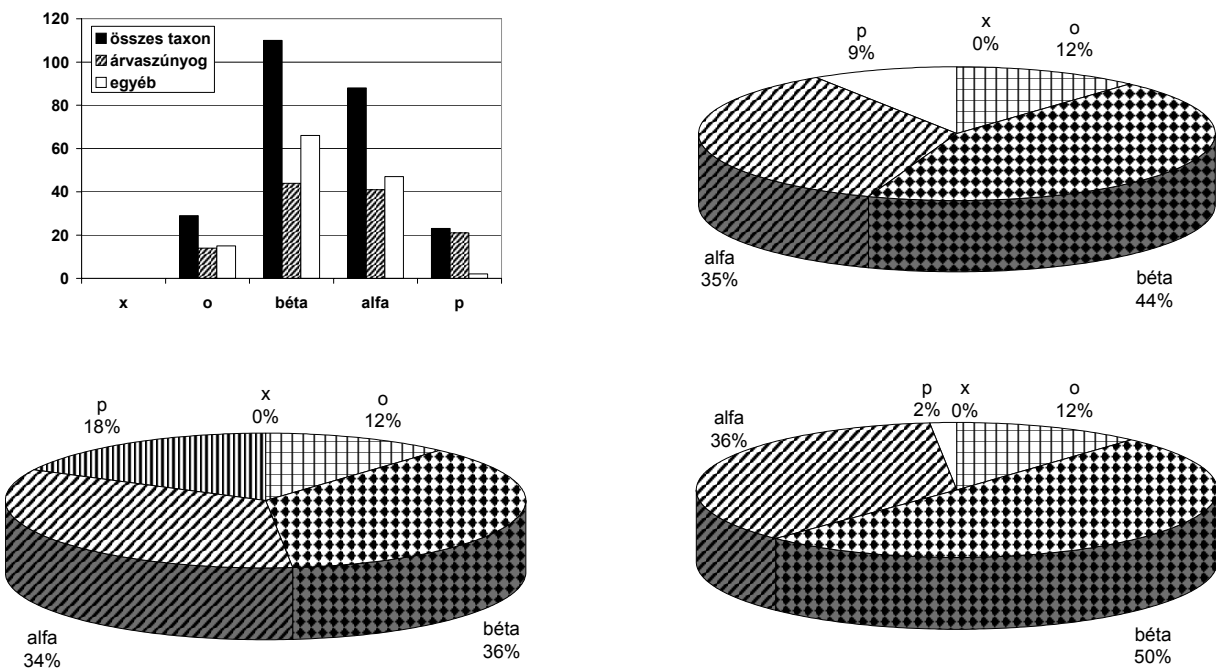 120
100
80
60
40
20
0
összes taxon
árvaszúnyog
egyéb
x o béta alfa p
p
9%
x
0%
o
12%
alfa
35%
béta
44%
p
18%
x
0%
o
12%
alfa
34%
béta
36%
alfa
36%
p
2%
x
0%
o
12%
béta
50%